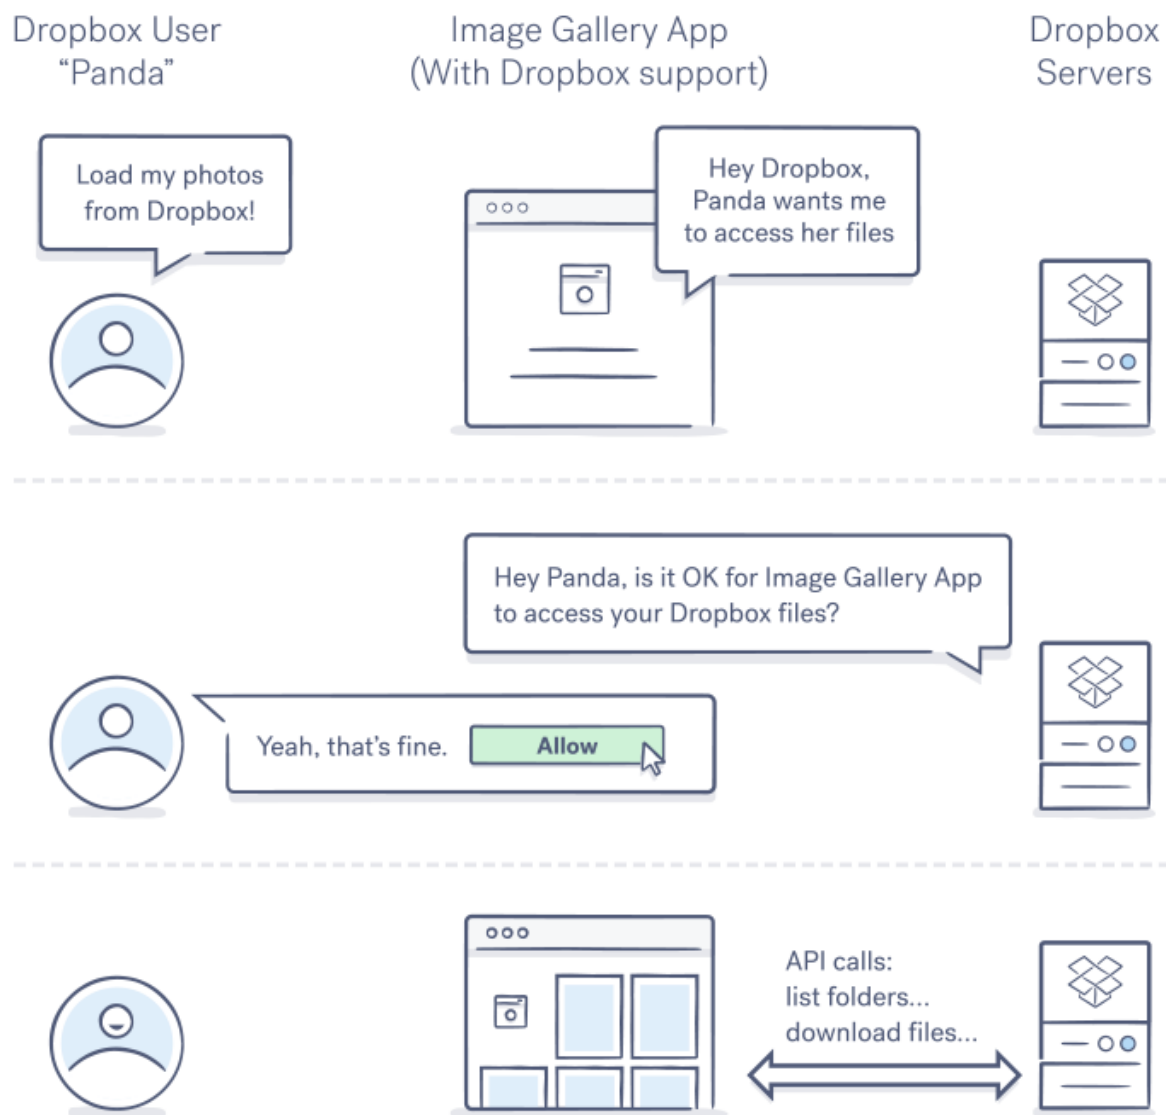 Dropbox User
“Panda”
Image Gallery App
(With Dropbox support)
Dropbox
Servers
Load my photos
from Dropbox!
Hey Dropbox,
Panda wants me
to access her files
Hey Panda, is it OK for Image Gallery App
to access your Dropbox files?
Yeah, that’s fine.
Allow
API calls:
list folders...
download files...